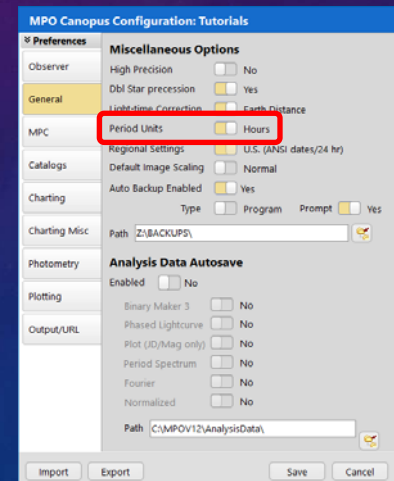 MPO Canopus Configuration: Tutorials
Preferences
Observer
General
MPC
Catalogs
Charting
Charting Misc
Photometry
Plotting
Output/URL
Miscellaneous Options
High Precision No
Dbl Star precession Yes
Light-time Correction Earth Distance
Period Units Hours
Regional Settings U.S. (ANSI dates/24 hr)
Default Image Scaling Normal
Auto Backup Enabled Yes
Type Program Prompt Yes
Path Z:\BACKUPS\
Analysis Data Autosave
Enabled No
Binary Maker 3 No
Phased Lightcurve No
Plot (JD/Mag only) No
Period Spectrum No
Fourier No
Normalized No
Path C:\MPOV12\AnalysisData\
Import Export Save Cancel